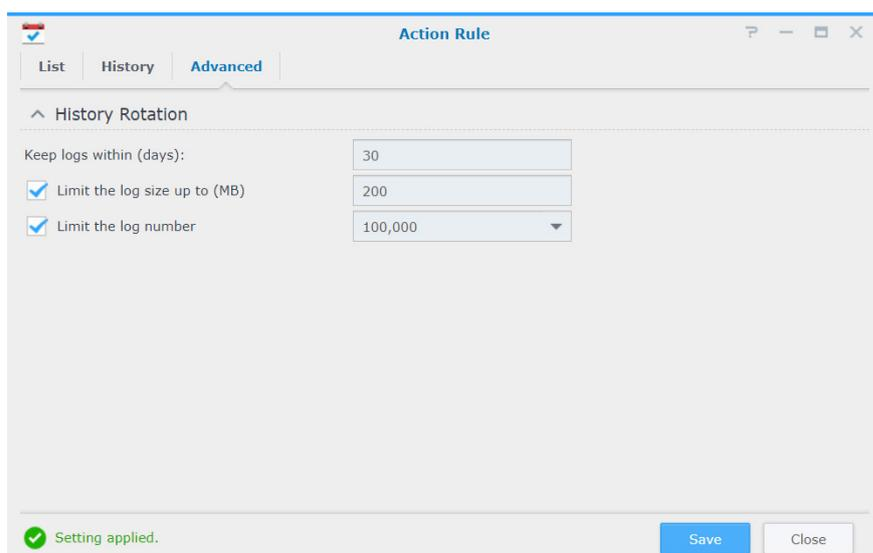 Action Rule
List History Advanced
History Rotation
Keep logs within (days): 30
Limit the log size up to (MB) 200
Limit the log number 100,000
Setting applied. Save Close